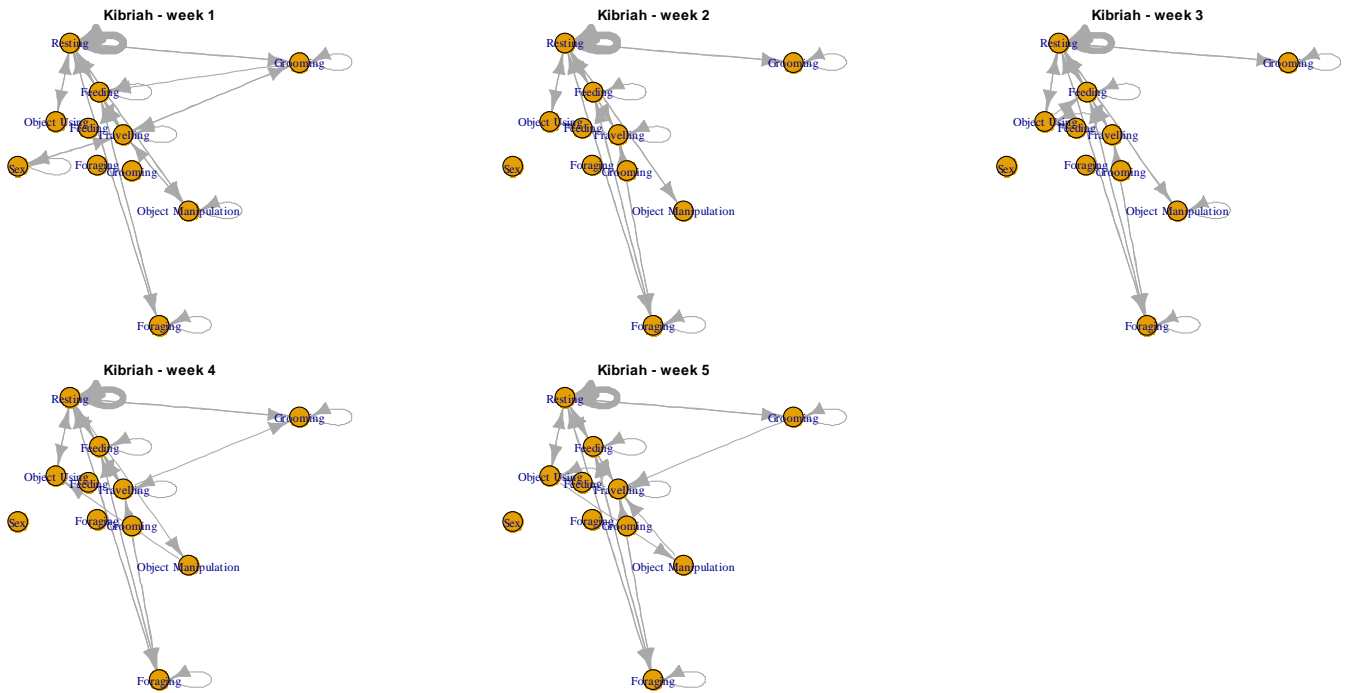 Kibriah - week 1
Resting
Grooming
Feeding
Object Using
Feeding
Travelling
Sex
Foraging
Grooming
Object Manipulation
Foraging
Kibriah - week 2
Resting
Grooming
Feeding
Object Using
Feeding
Travelling
Sex
Foraging
Grooming
Object Manipulation
Foraging
Kibriah - week 3
Resting
Grooming
Feeding
Object Using
Feeding
Travelling
Sex
Foraging
Grooming
Object Manipulation
Foraging
Kibriah - week 4
Resting
Grooming
Feeding
Object Using
Feeding
Travelling
Sex
Foraging
Grooming
Object Manipulation
Foraging
Kibriah - week 5
Resting
Grooming
Feeding
Object Using
Feeding
Travelling
Sex
Foraging
Grooming
Object Manipulation
Foraging